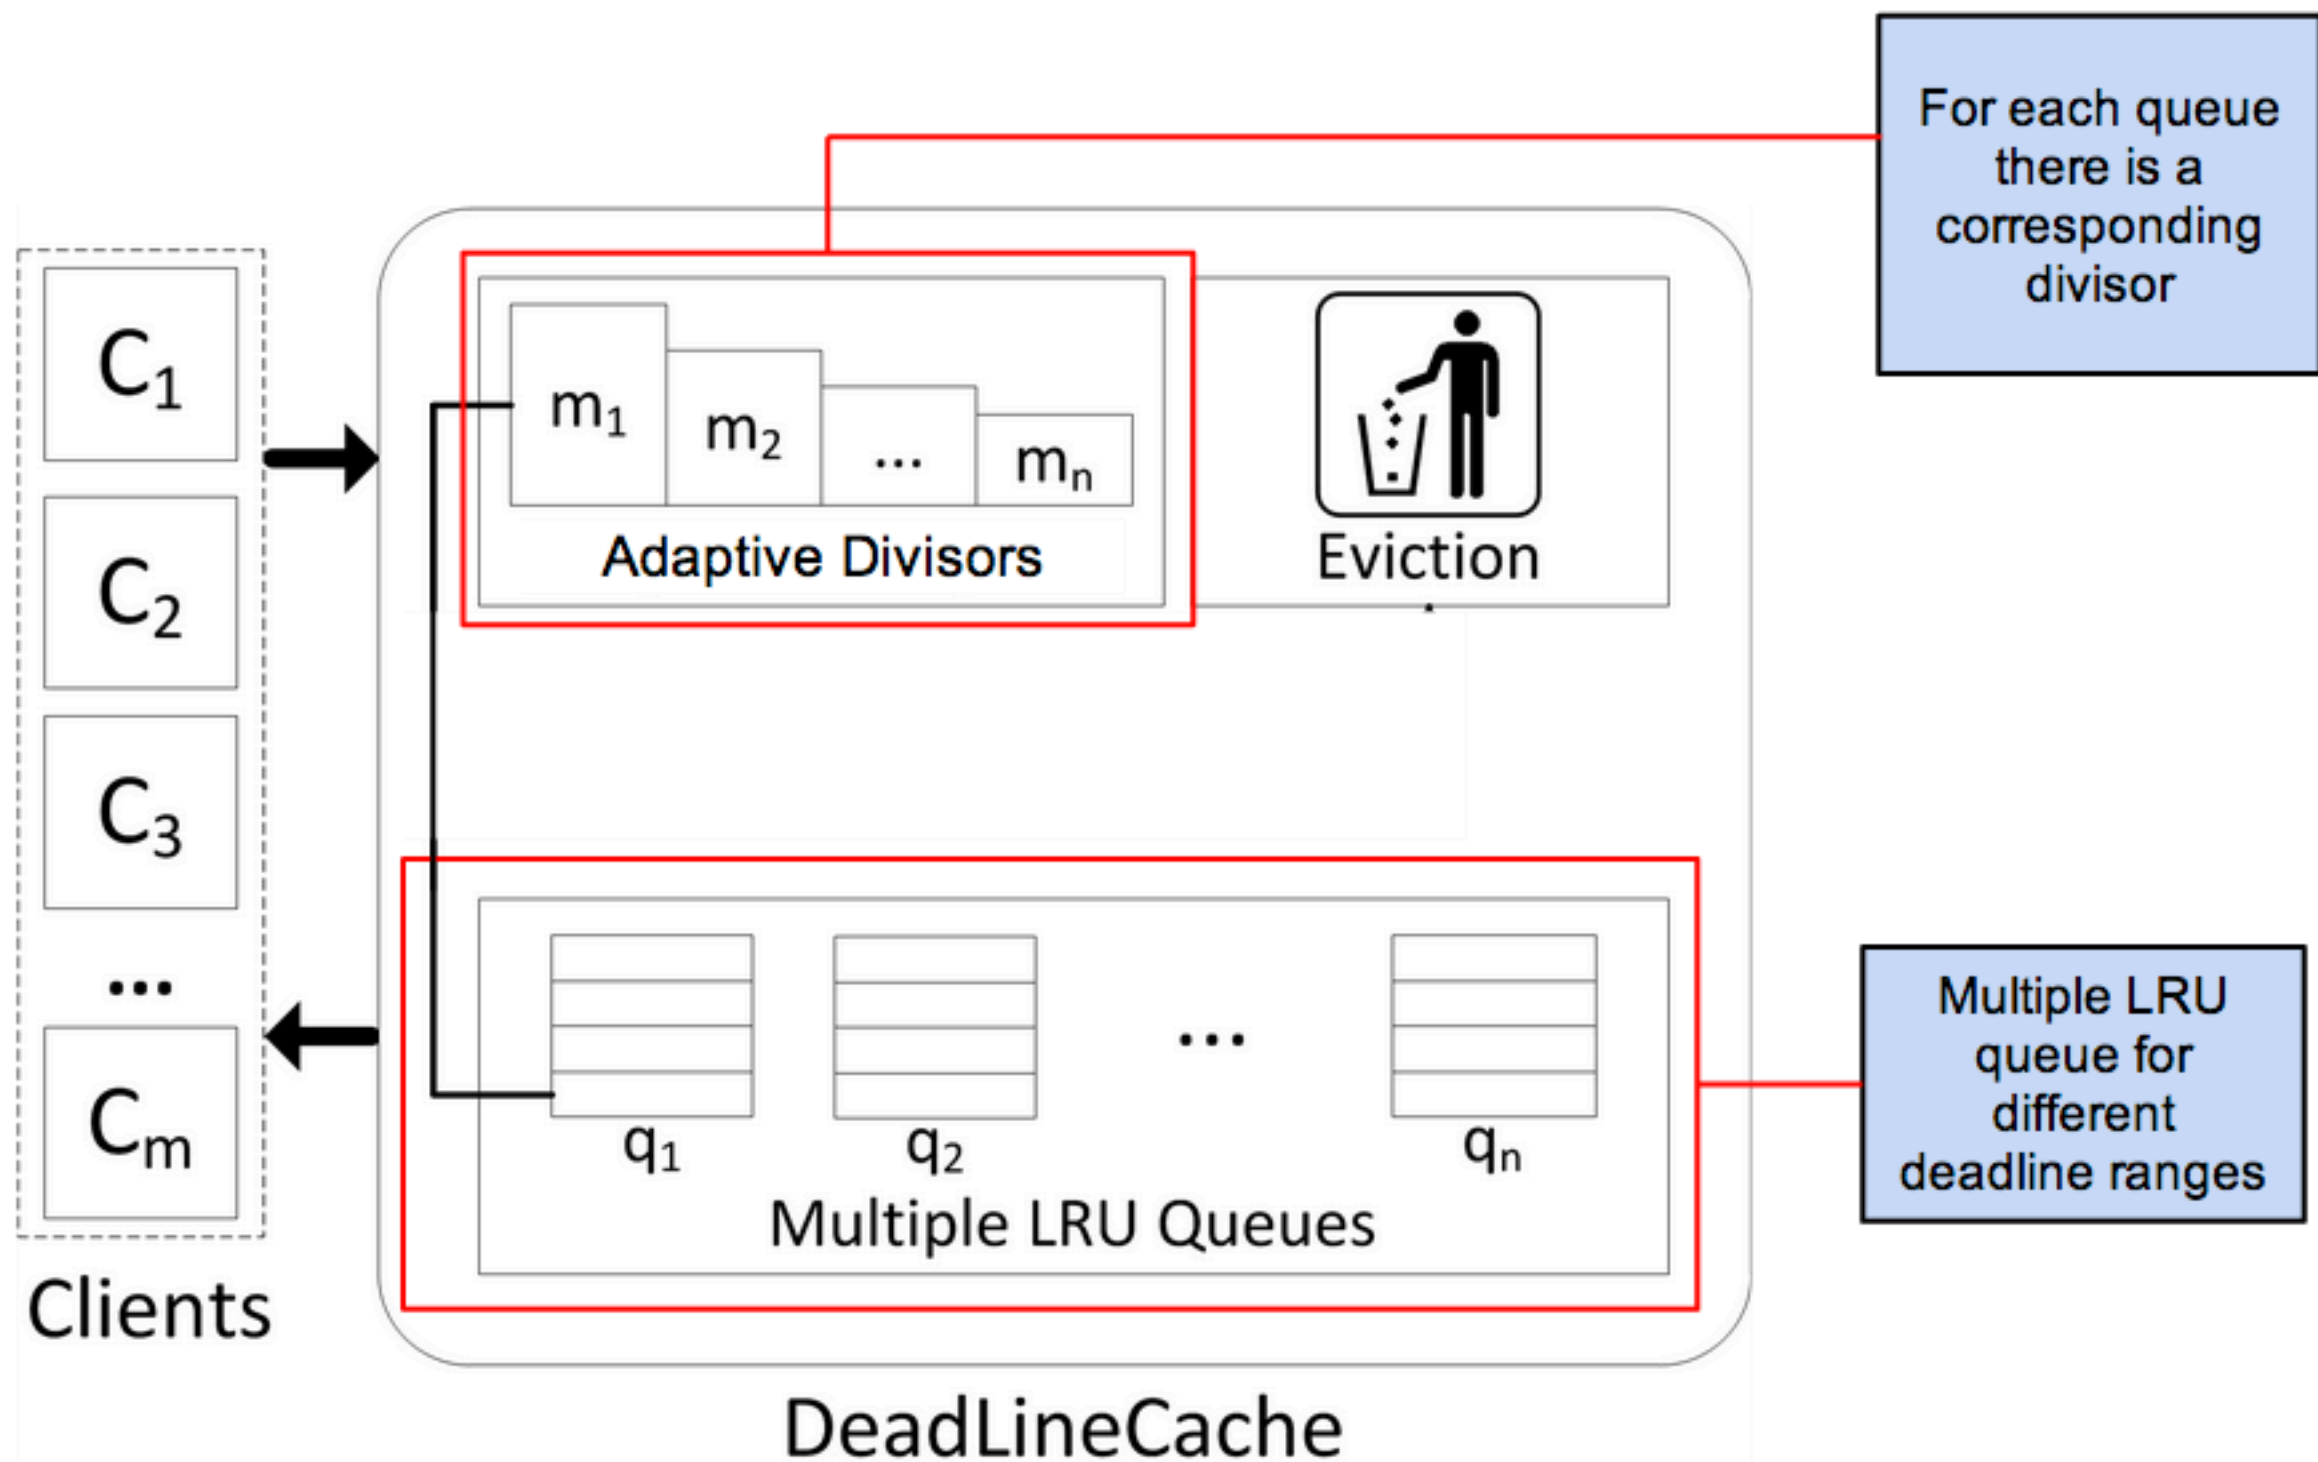 For each queue
there is a
corresponding
divisor
C1
C2
C3
...
Cm
Clients
m1
m2
...
mn
Adaptive Divisors
Eviction
q1
q2
...
qn
Multiple LRU Queues
Multiple LRU
queue for
different
deadline ranges
DeadLineCache